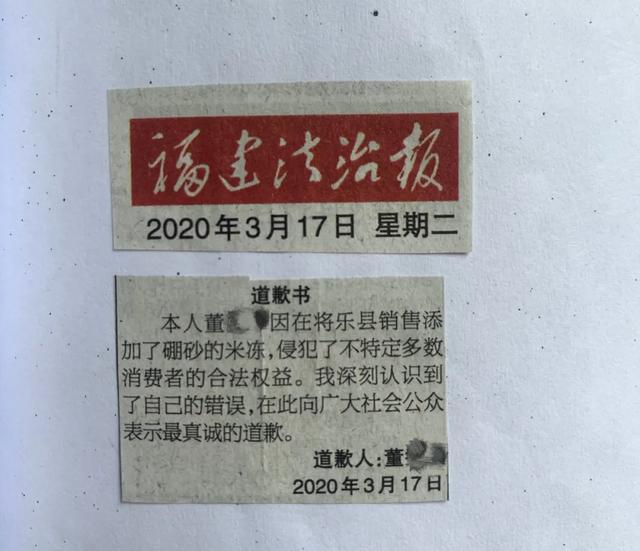 福建法治报
2020年3月17日 星期二
道歉书
本人董因在将乐县销售添
加了硼砂的米冻,侵犯了不特定多数
消费者的合法权益。我深刻认识到
了自己的错误,在此向广大社会公众
表示最真诚的道歉。
道歉人:董
2020年3月17日